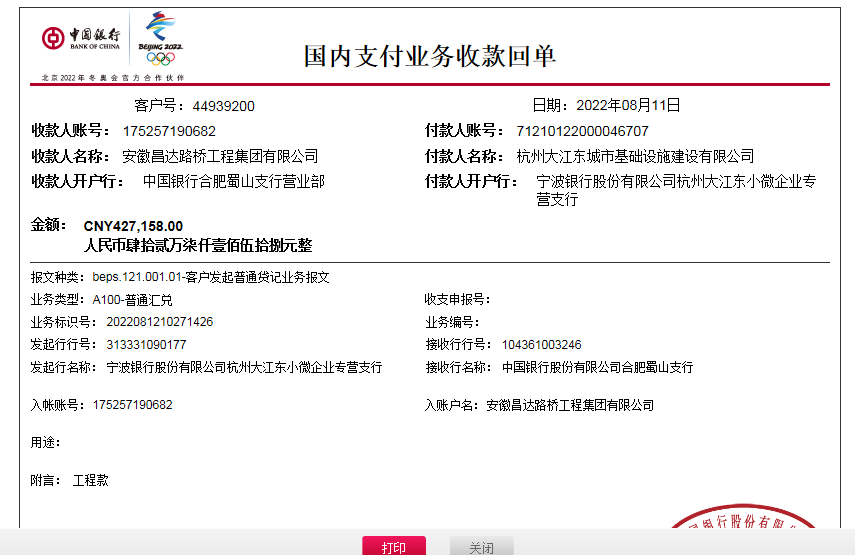 中国银行
BANK OF CHINA
BEIJING 2022
北京2022年冬奥会官方合作伙伴
国内支付业务收款回单
客户号：44939200 日期：2022年08月11日
收款人账号：175257190682 付款人账号：71210122000046707
收款人名称：安徽昌达路桥工程集团有限公司 付款人名称：杭州大江东城市基础设施建设有限公司
收款人开户行：中国银行合肥蜀山支行营业部 付款人开户行：宁波银行股份有限公司杭州大江东小微企业专
营支行
金额：CNY427,158.00
人民币肆拾贰万柒仟壹佰伍拾捌元整
报文种类：beps.121.001.01-客户发起普通贷记业务报文
业务类型：A100-普通汇兑 收支申报号：
业务标识号：2022081210271426 业务编号：
发起行行号：313331090177 接收行行号：104361003246
发起行名称：宁波银行股份有限公司杭州大江东小微企业专营支行 接收行名称：中国银行股份有限公司合肥蜀山支行
入帐账号：175257190682 入账户名：安徽昌达路桥工程集团有限公司
用途：
附言：工程款
银行股份有限
打印 关闭